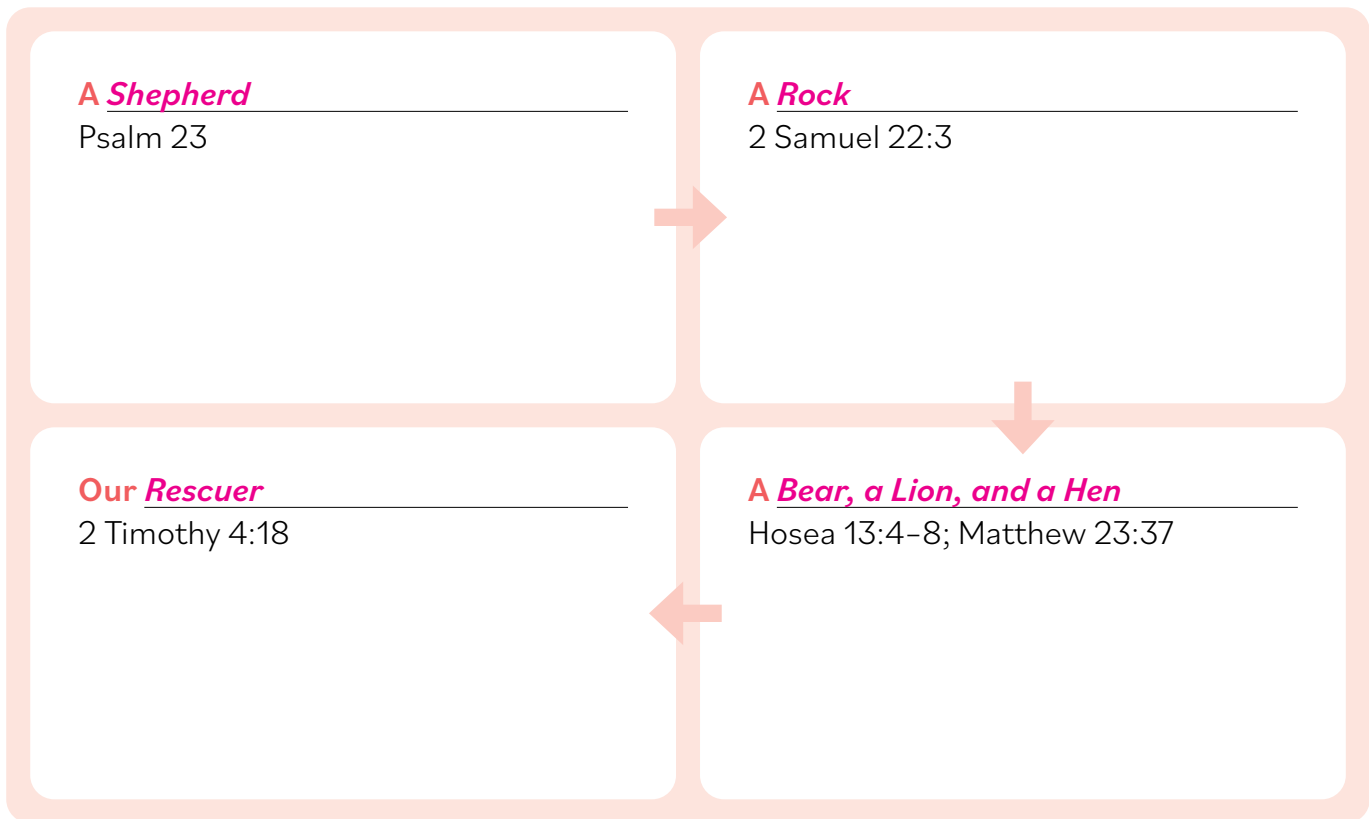 A Shepherd
Psalm 23
A Rock
2 Samuel 22:3
A Bear, a Lion, and a Hen
Hosea 13:4–8; Matthew 23:37
Our Rescuer
2 Timothy 4:18